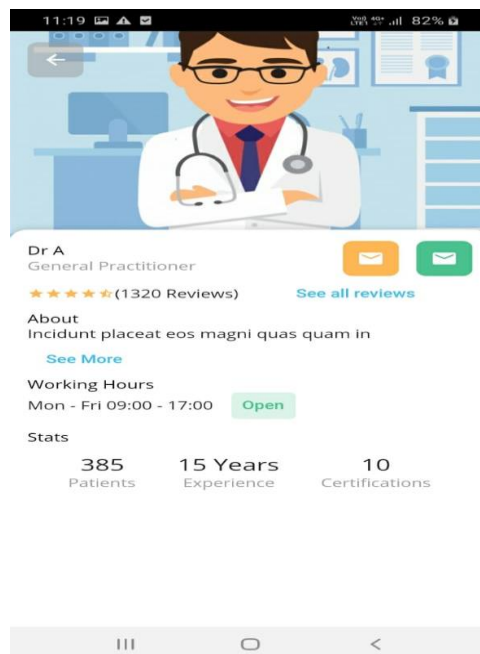 11:19 82%
Dr A
General Practitioner
(1320 Reviews) See all reviews
About
Incidunt placeat eos magni quas quam in
See More
Working Hours
Mon - Fri 09:00 - 17:00 Open
Stats
385 15 Years 10
Patients Experience Certifications